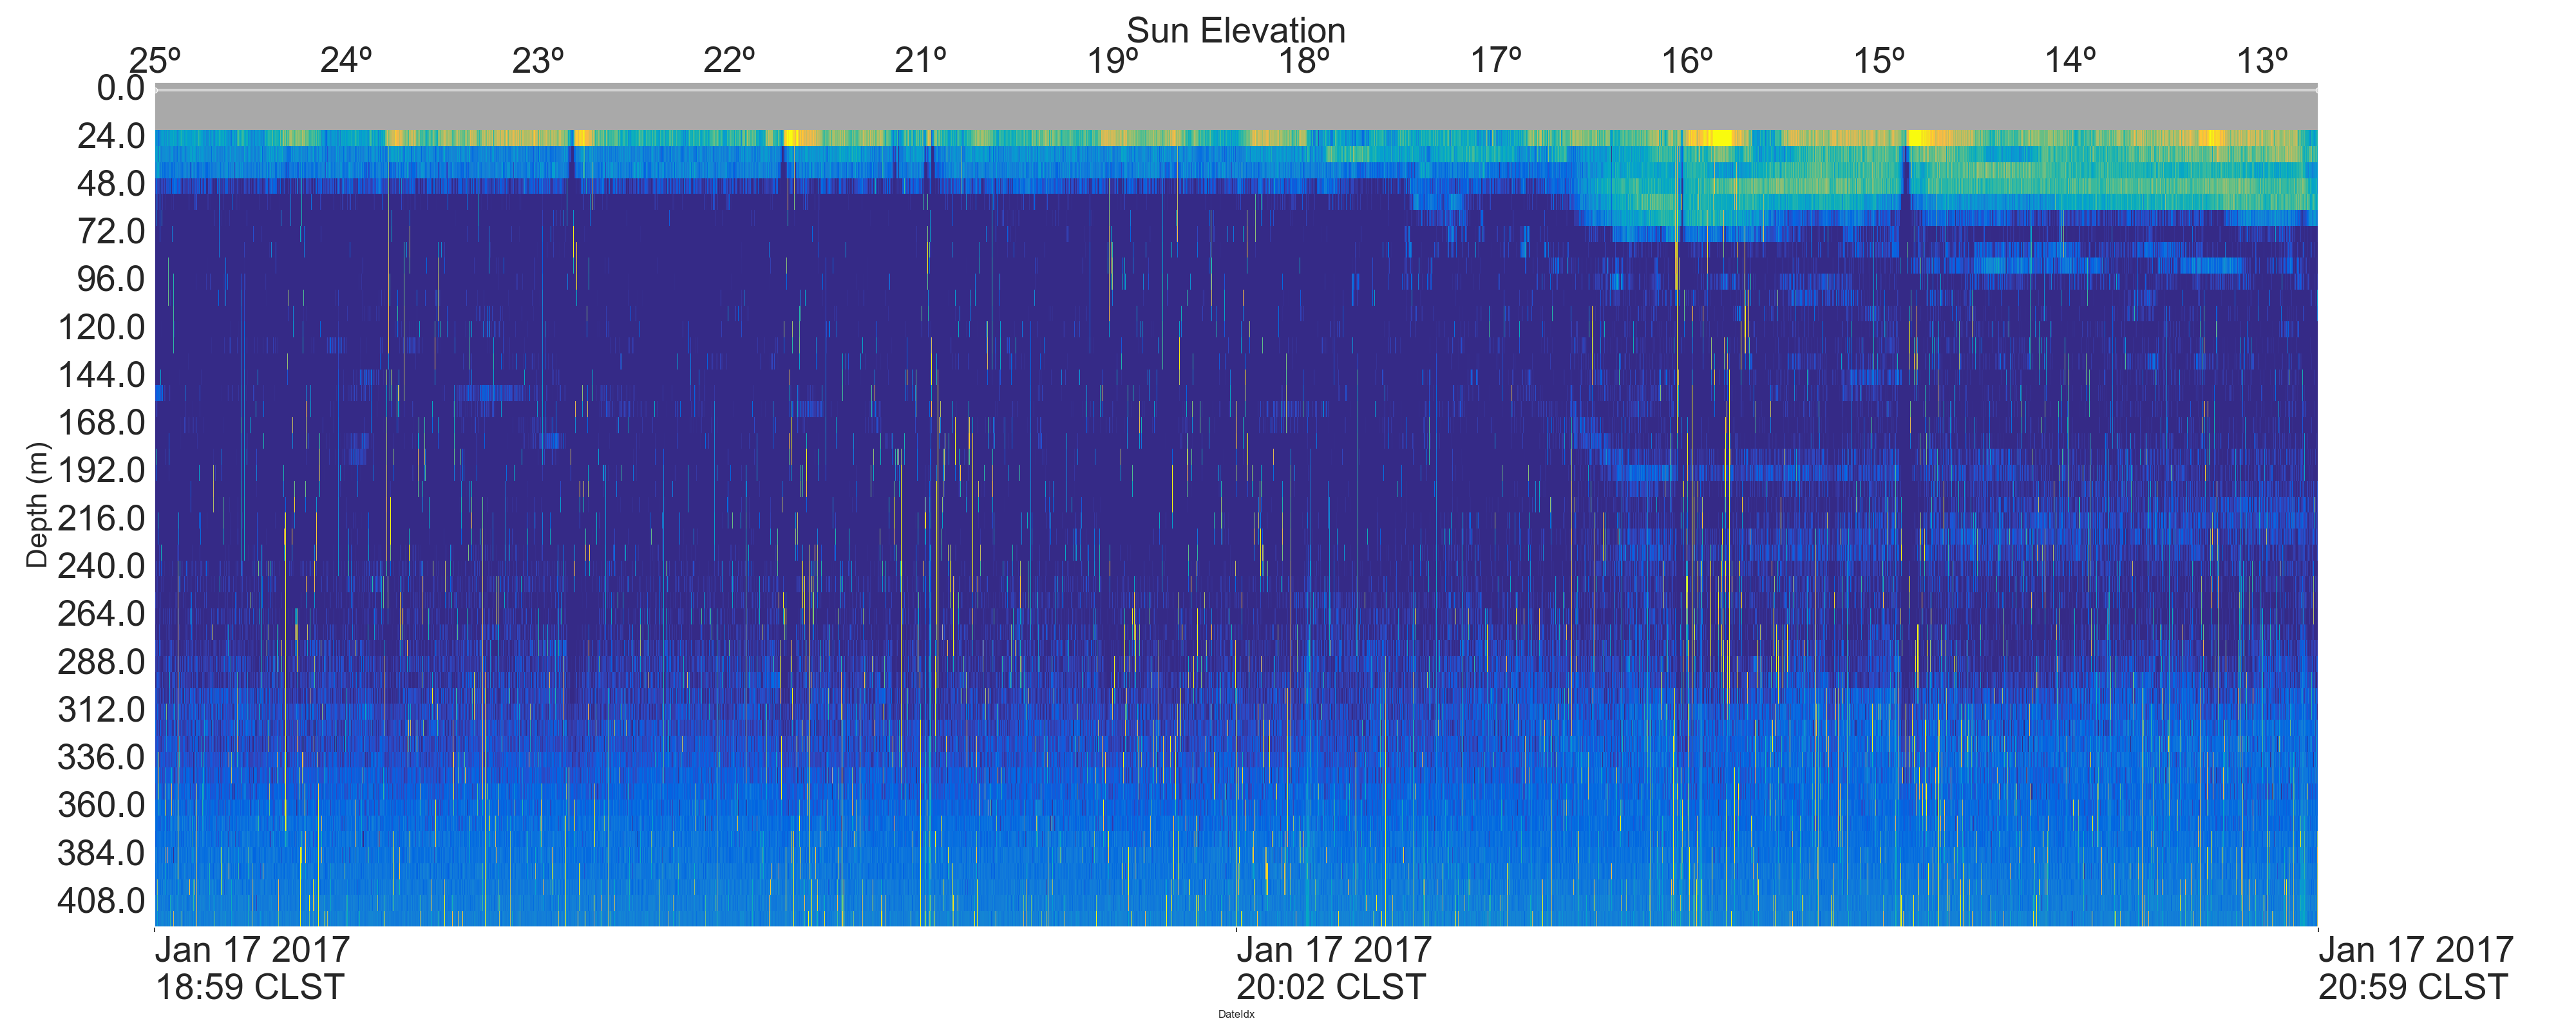 Sun Elevation
25º 24º 23º 22º 21º 19º 18º 17º 16º 15º 14º 13º
0.0
24.0
48.0
72.0
96.0
120.0
144.0
168.0
192.0
216.0
240.0
264.0
288.0
312.0
336.0
360.0
384.0
408.0
Depth (m)
Jan 17 2017
18:59 CLST
Jan 17 2017
20:02 CLST
Jan 17 2017
20:59 CLST
DateIdx